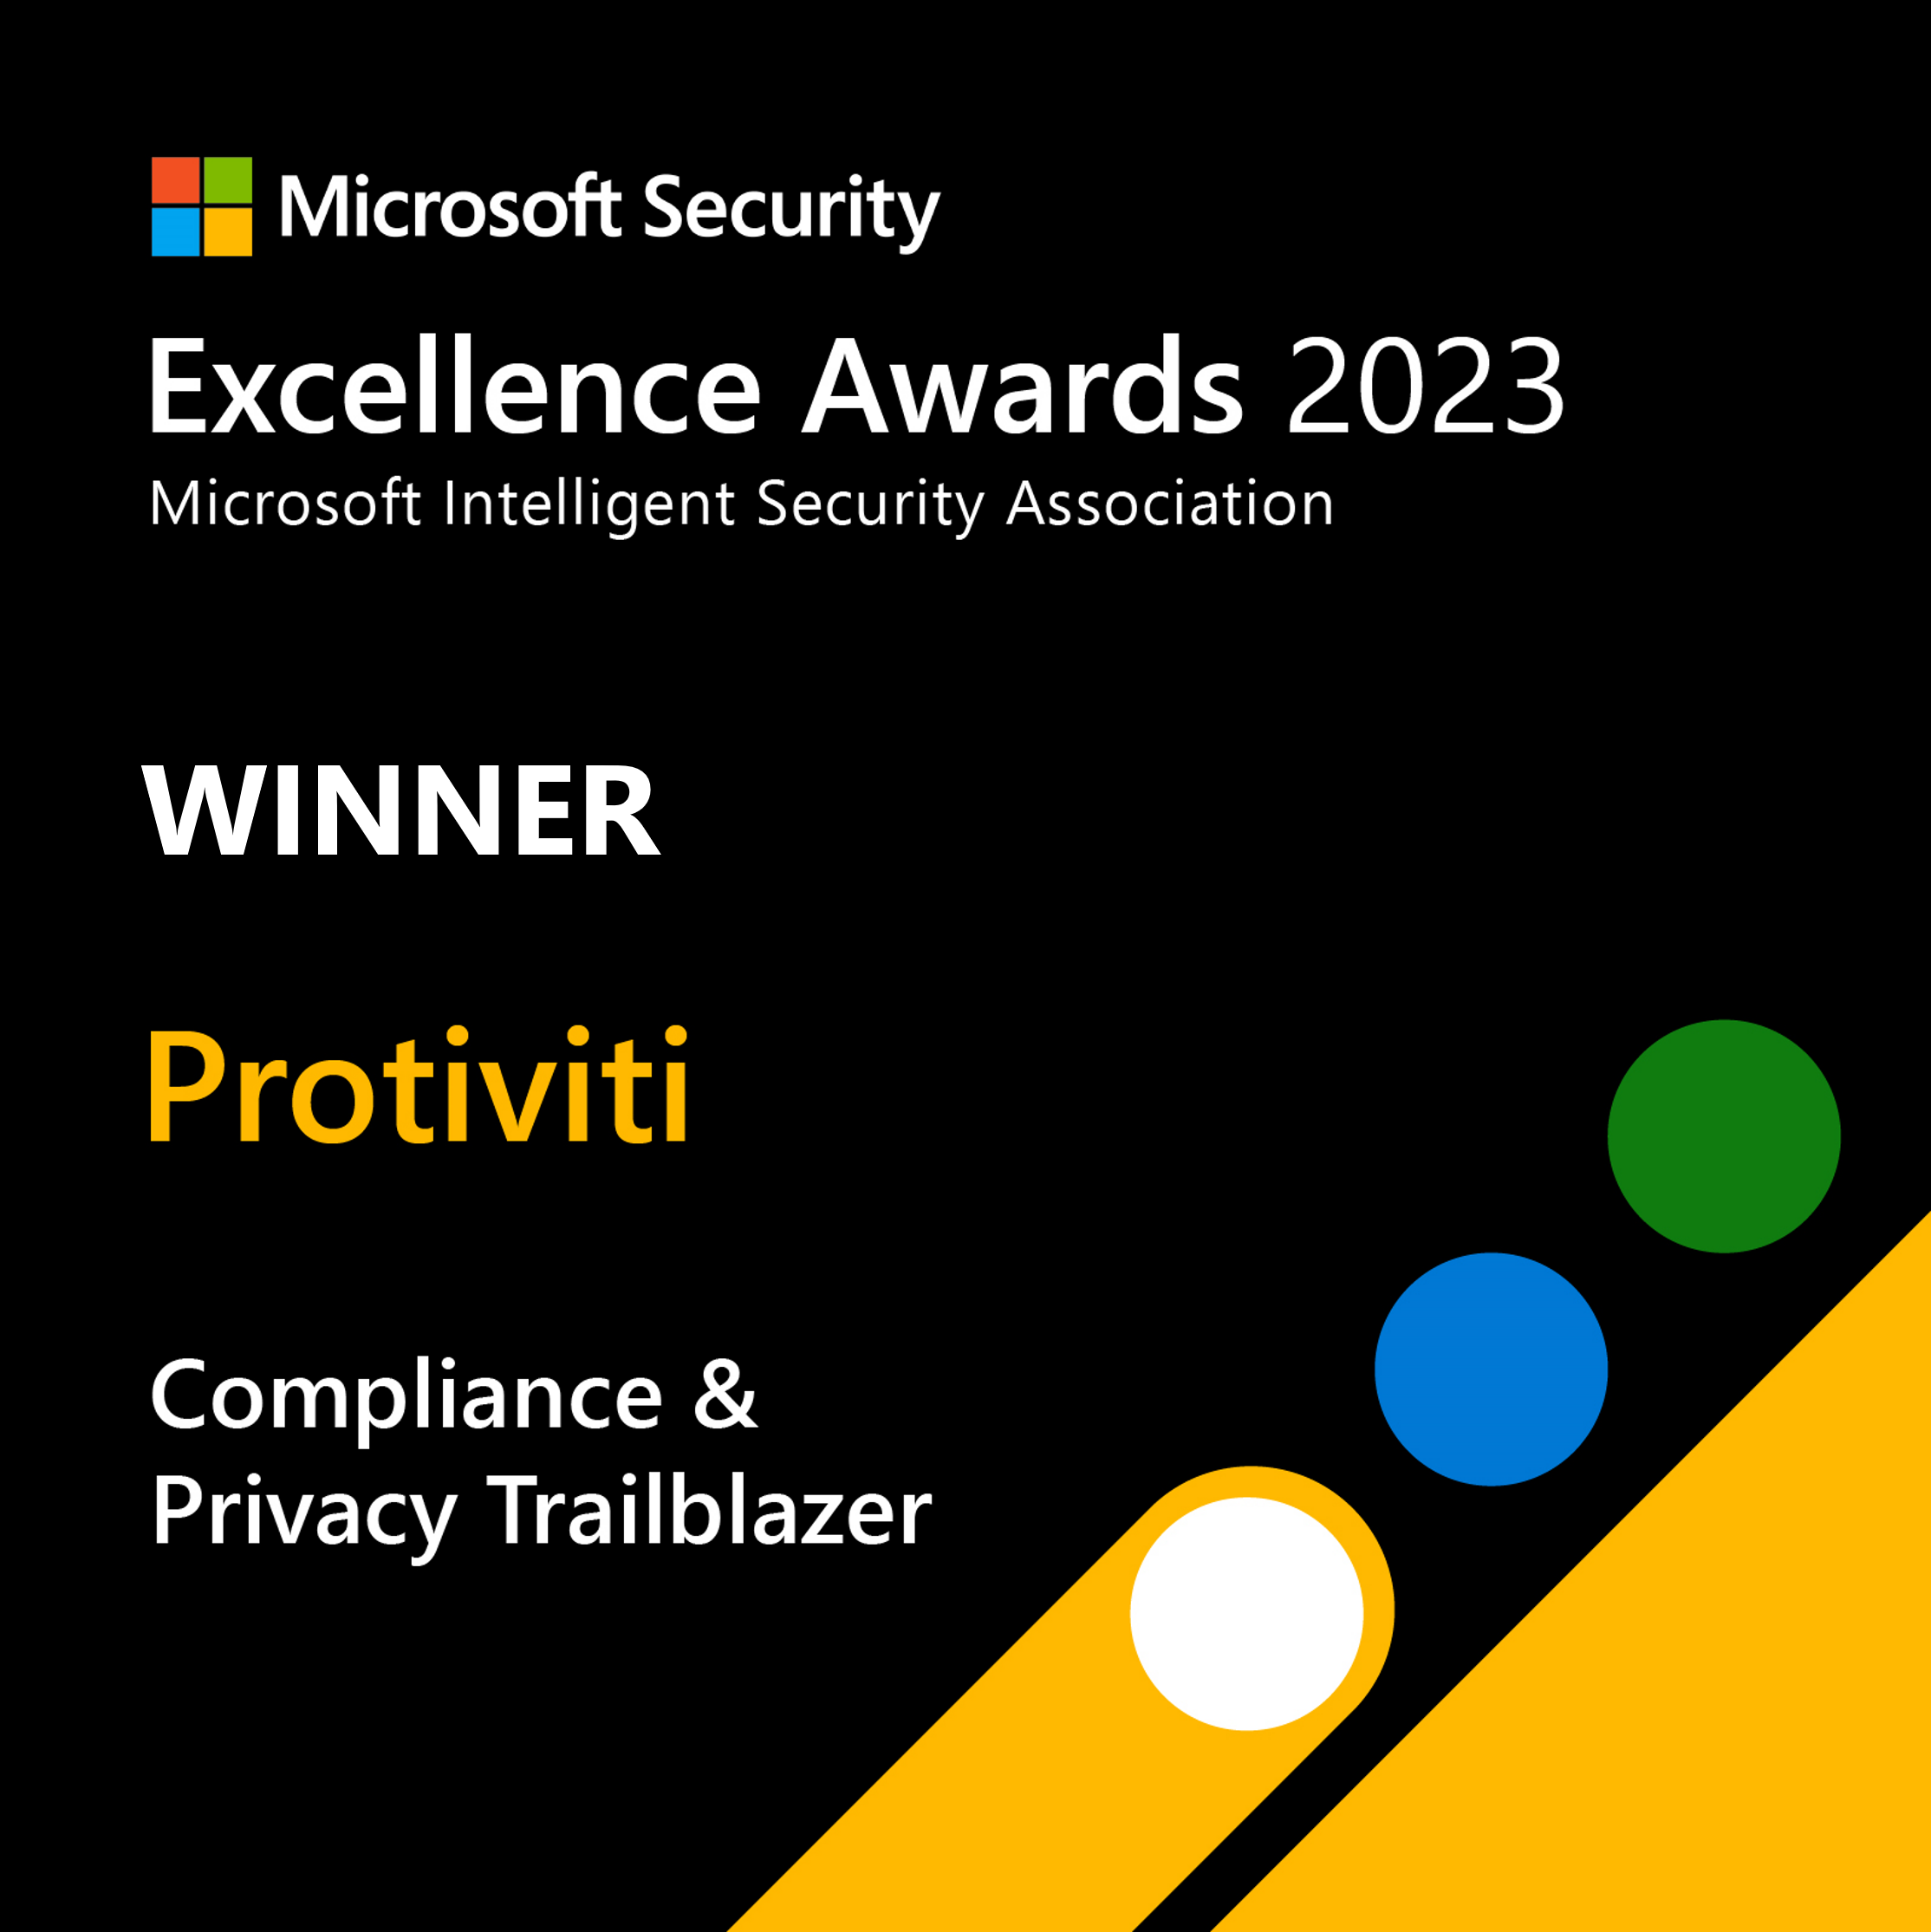 Microsoft Security
Excellence Awards 2023
Microsoft Intelligent Security Association
WINNER
Protiviti
Compliance &
Privacy Trailblazer